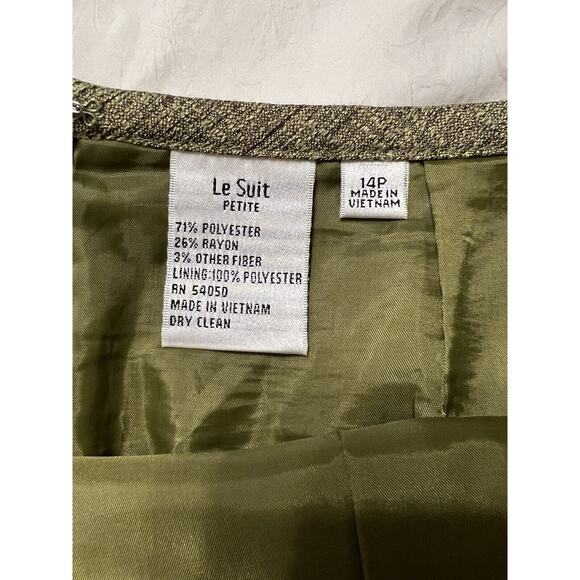 Le Suit
PETITE
71% POLYESTER
26% RAYON
3% OTHER FIBER
LINING:100% POLYESTER
RN 54050
MADE IN VIETNAM
DRY CLEAN
14P
MADE IN
VIETNAM